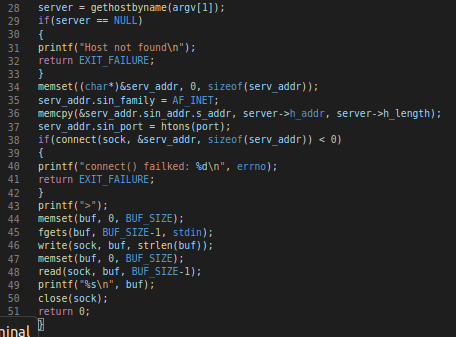 28 server = gethostbyname(argv[1]);
29 if(server == NULL)
30 {
31 printf("Host not found\n");
32 return EXIT_FAILURE;
33 }
34 memset((char*)&serv_addr, 0, sizeof(serv_addr));
35 serv_addr.sin_family = AF_INET;
36 memcpy(&serv_addr.sin_addr.s_addr, server->h_addr, server->h_length);
37 serv_addr.sin_port = htons(port);
38 if(connect(sock, &serv_addr, sizeof(serv_addr)) < 0)
39 {
40 printf("connect() failked: %d\n", errno);
41 return EXIT_FAILURE;
42 }
43 printf(">");
44 memset(buf, 0, BUF_SIZE);
45 fgets(buf, BUF_SIZE-1, stdin);
46 write(sock, buf, strlen(buf));
47 memset(buf, 0, BUF_SIZE);
48 read(sock, buf, BUF_SIZE-1);
49 printf("%s\n", buf);
50 close(sock);
51 return 0;
minal }